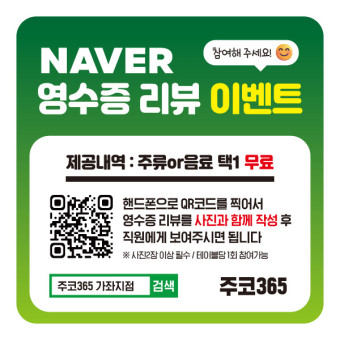 NAVER
참여해 주세요!
영수증 리뷰 이벤트
제공내역 : 주류or음료 택1 무료
핸드폰으로 QR코드를 찍어서
영수증 리뷰를 사진과 함께 작성 후
직원에게 보여주시면 됩니다
※ 사진2장 이상 필수 / 테이블당 1회 참여가능
주코365 가좌지점 검색
주코365